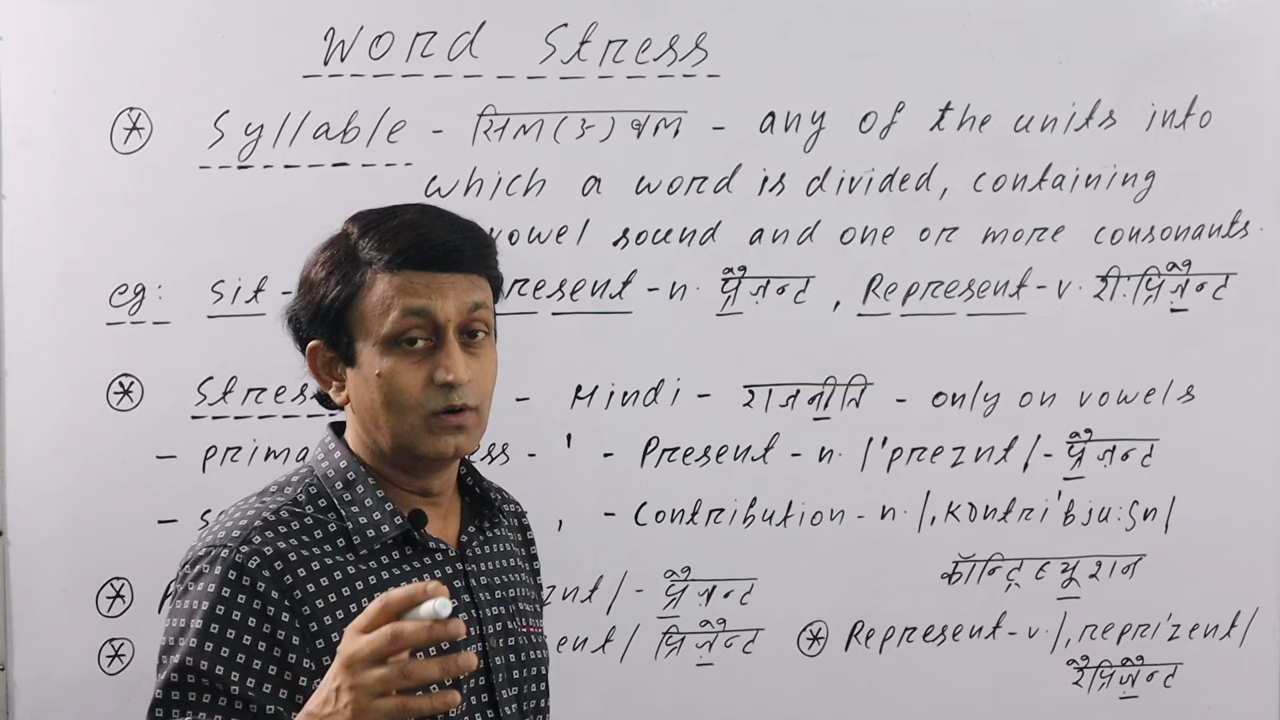 Word Stress
* Syllable - सिल(अ)बल - any of the units into
which a word is divided, containing
vowel sound and one or more consonants.
eg: sit - resent - n. प्रैज़न्ट, Represent - v. री:प्रिज़ैन्ट
* Stres - Hindi - राजनीति - only on vowels
- prima ss - ' - Present - n. /'preznt/ - प्रैज़न्ट
- s , - Contribution - n. /,kɒntri'bju:ʃn/
कॉन्ट्रिब्यूशन
* znt/ - प्रैज़न्ट
* ent/ प्रिज़ैन्ट * Represent - v. /,repri'zent/
रैप्रिज़ैन्ट